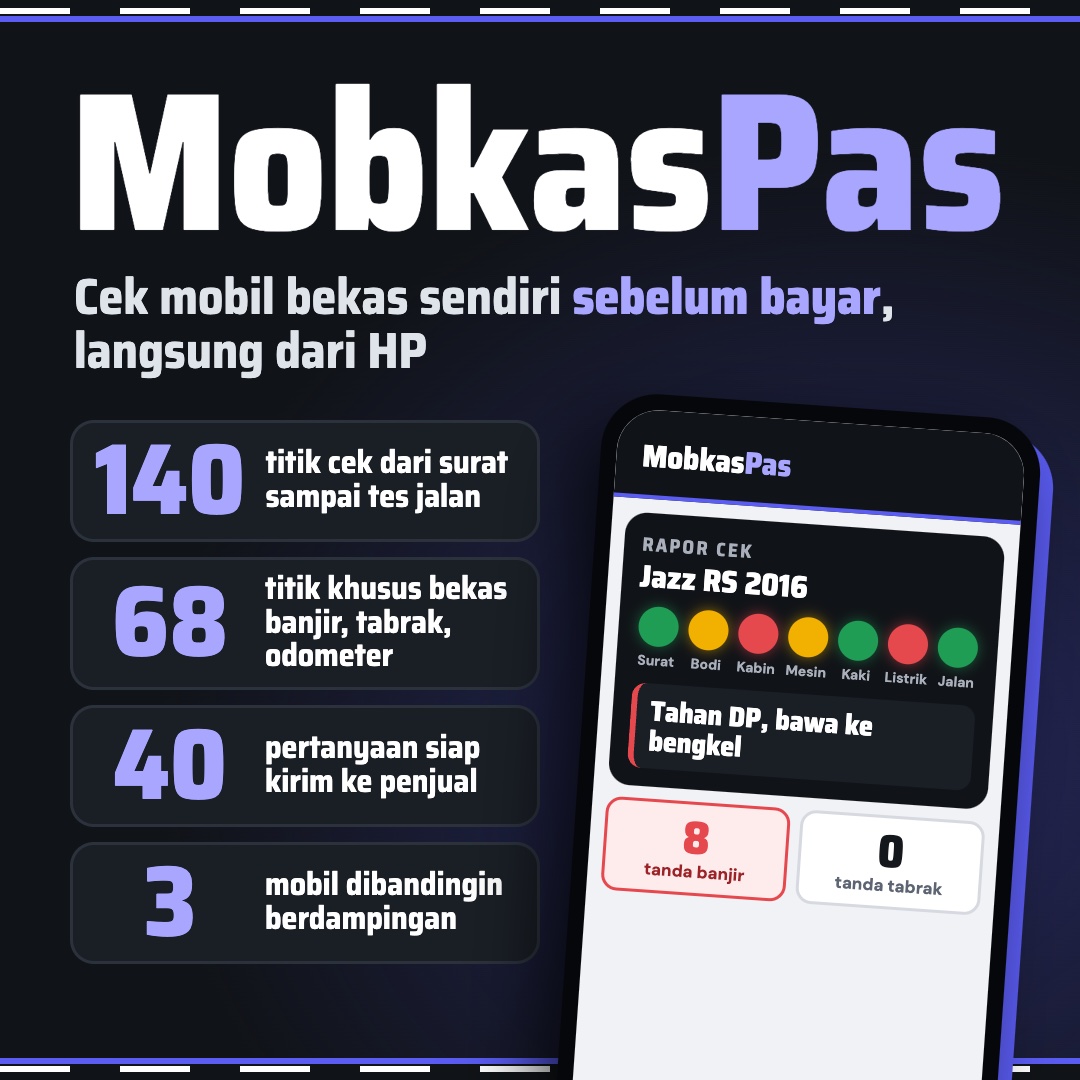 MobkasPas
Cek mobil bekas sendiri sebelum bayar,
langsung dari HP
140
titik cek dari surat
sampai tes jalan
68
titik khusus bekas
banjir, tabrak,
odometer
40
pertanyaan siap
kirim ke penjual
3
mobil dibandingin
berdampingan
MobkasPas
RAPOR CEK
Jazz RS 2016
Surat Bodi Kabin Mesin Kaki Listrik Jalan
Tahan DP, bawa ke
bengkel
8
tanda banjir
0
tanda tabrak